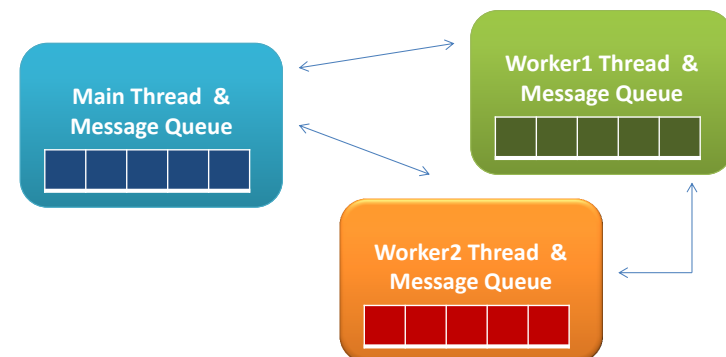 Main Thread &
Message Queue
Worker1 Thread &
Message Queue
Worker2 Thread &
Message Queue